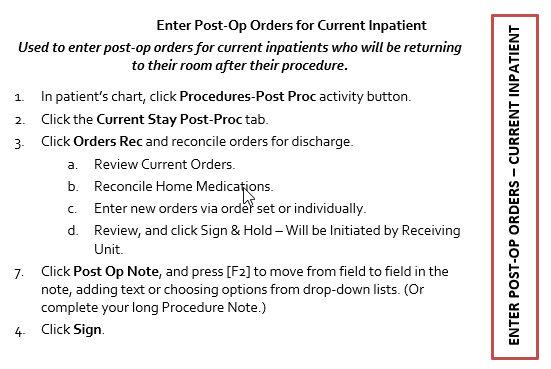 Enter Post-Op Orders for Current Inpatient
Used to enter post-op orders for current inpatients who will be returning
to their room after their procedure.
1. In patient's chart, click Procedures-Post Proc activity button.
2. Click the Current Stay Post-Proc tab.
3. Click Orders Rec and reconcile orders for discharge.
a. Review Current Orders.
b. Reconcile Home Medications.
c. Enter new orders via order set or individually.
d. Review, and click Sign & Hold – Will be Initiated by Receiving
Unit.
7. Click Post Op Note, and press [F2] to move from field to field in the
note, adding text or choosing options from drop-down lists. (Or
complete your long Procedure Note.)
4. Click Sign.
ENTER POST-OP ORDERS – CURRENT INPATIENT